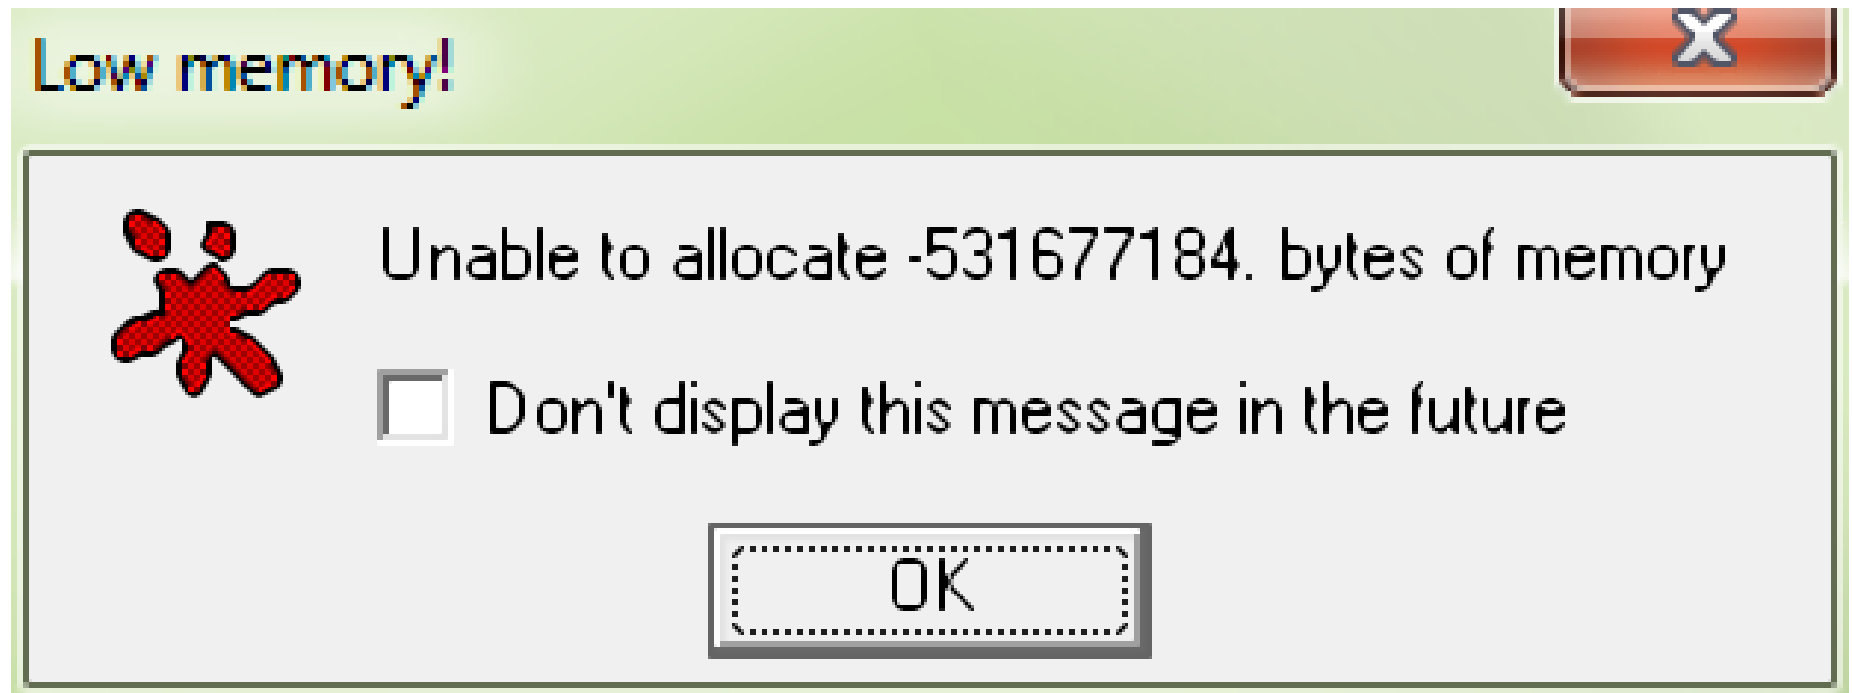 Low memory!
Unable to allocate -531677184. bytes of memory
Don't display this message in the future
OK